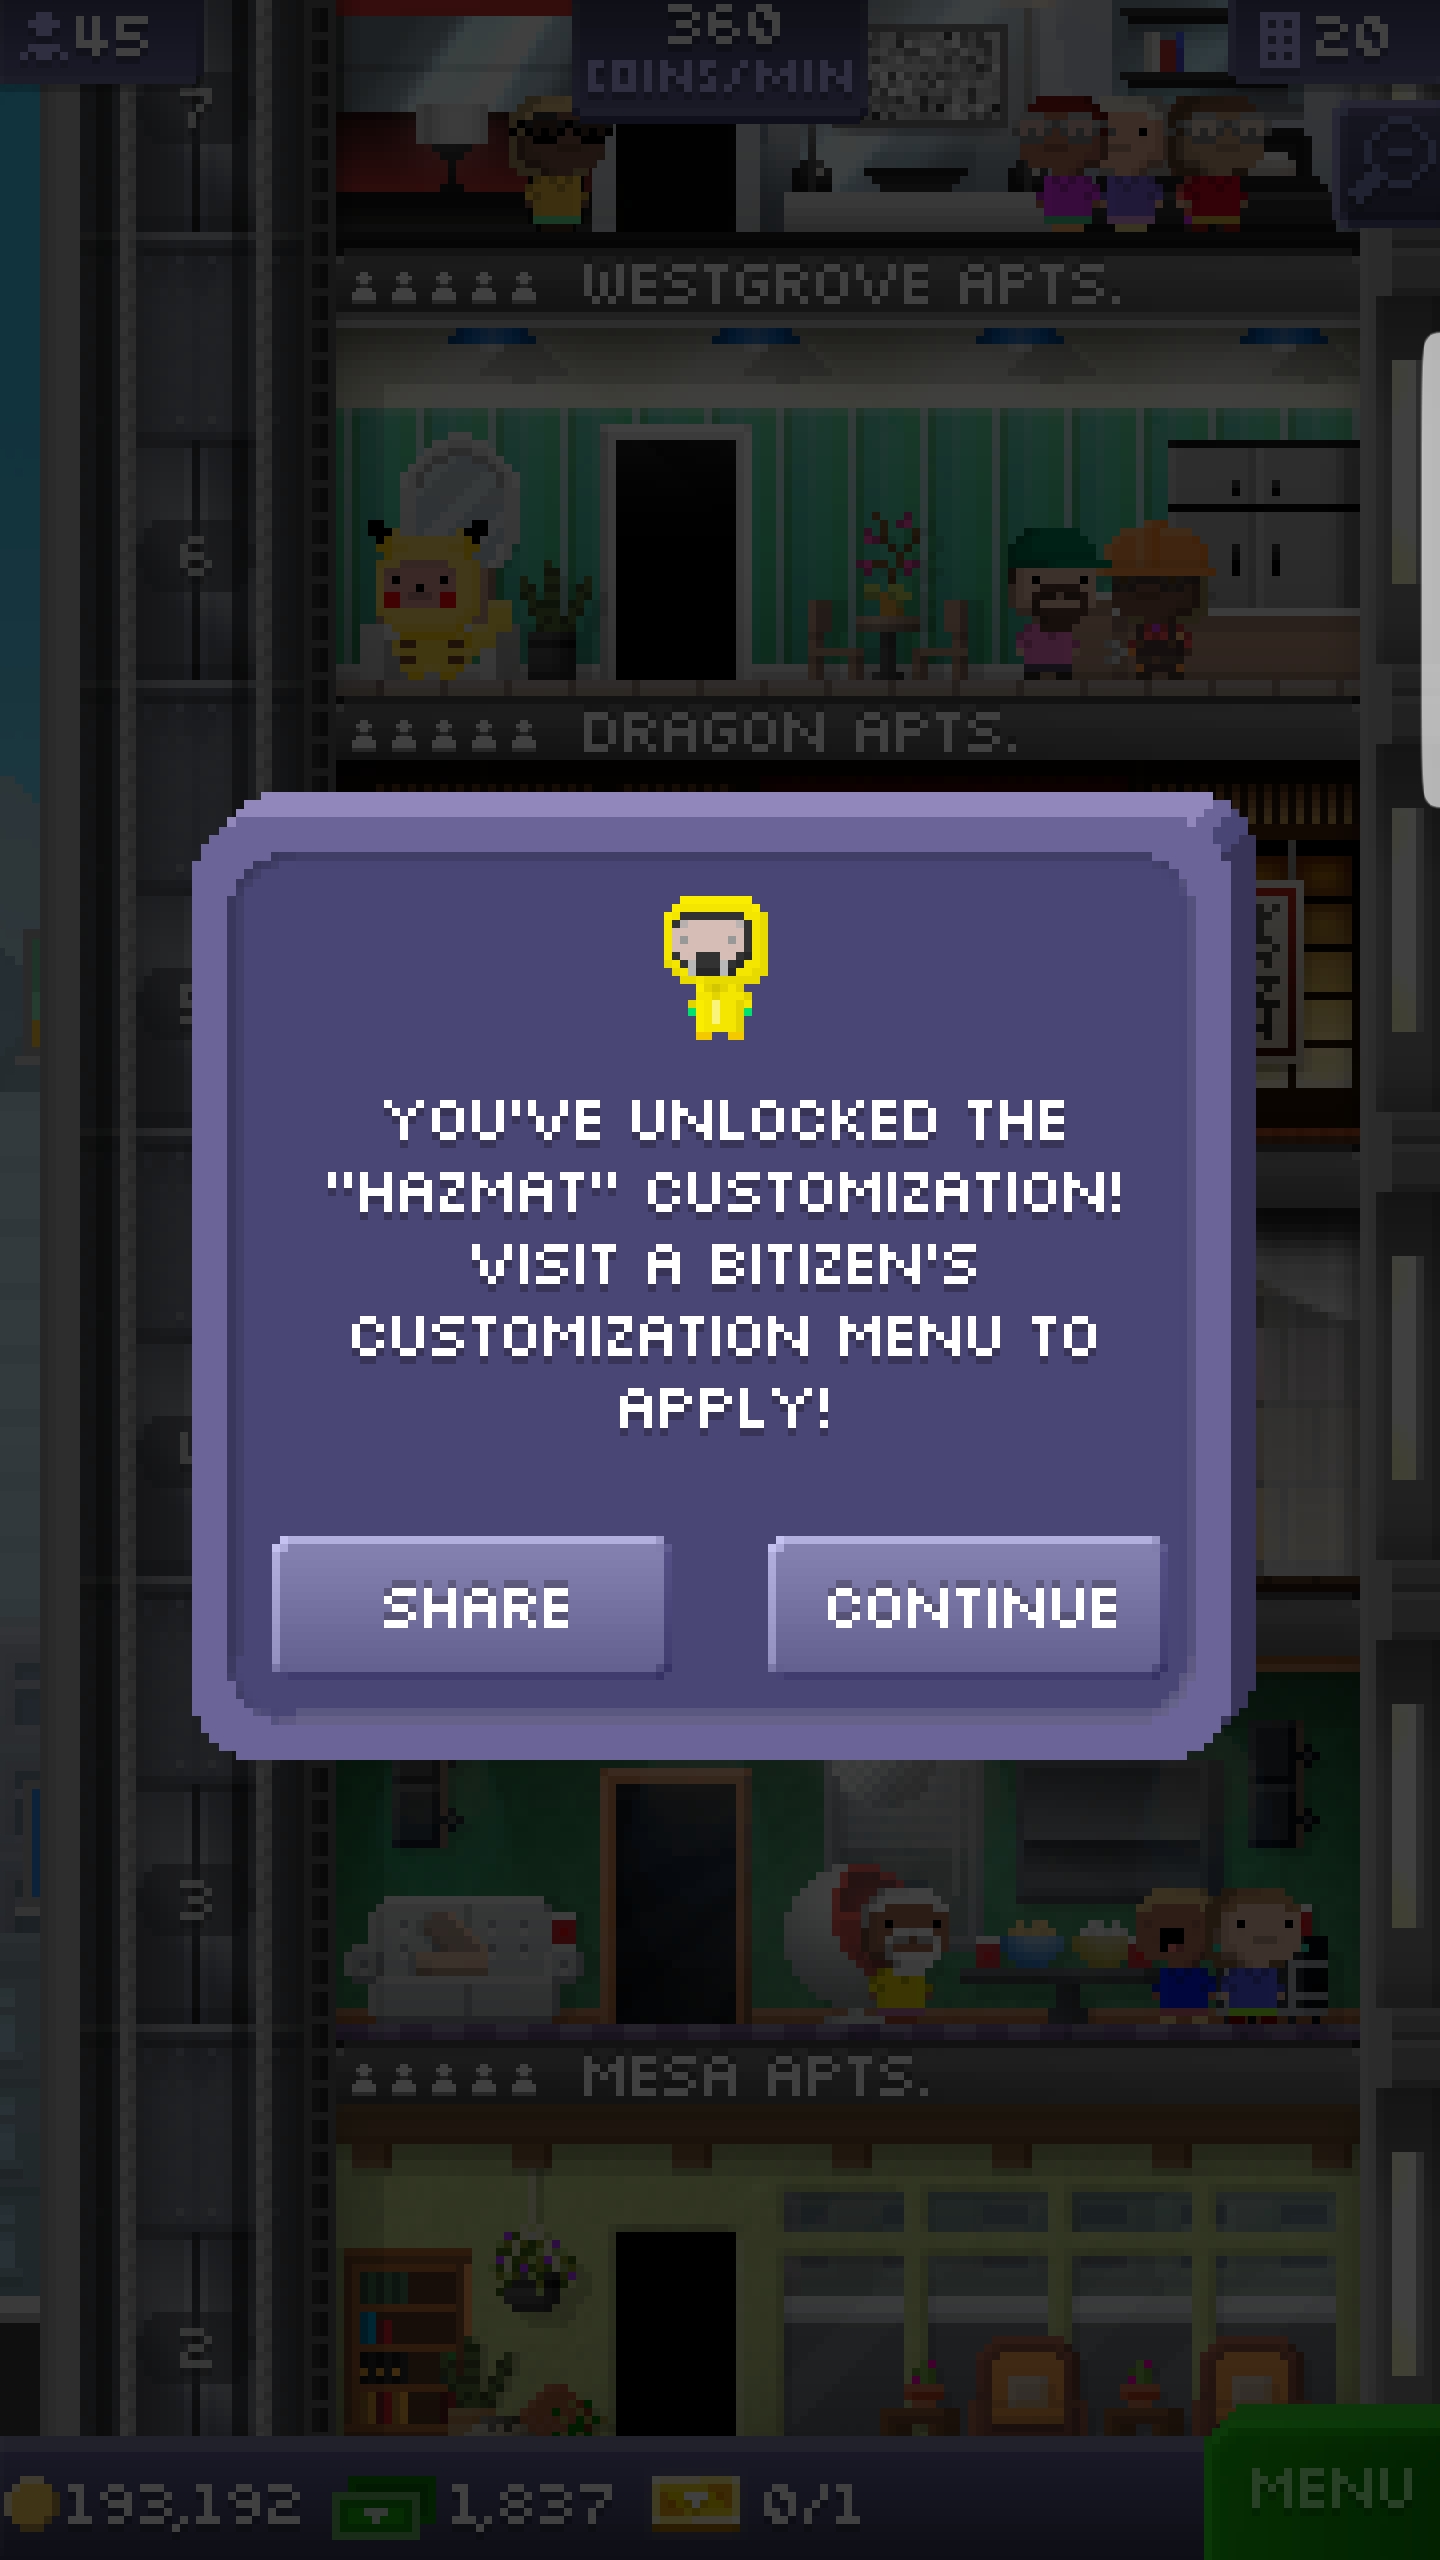 45
360
COINS/MIN
20
7
WESTGROVE APTS.
6
DRAGON APTS.
YOU'VE UNLOCKED THE
"HAZMAT" CUSTOMIZATION!
VISIT A BITIZEN'S
CUSTOMIZATION MENU TO
APPLY!
SHARE
CONTINUE
3
MESA APTS.
2
193,192
1,837
0/1
MENU